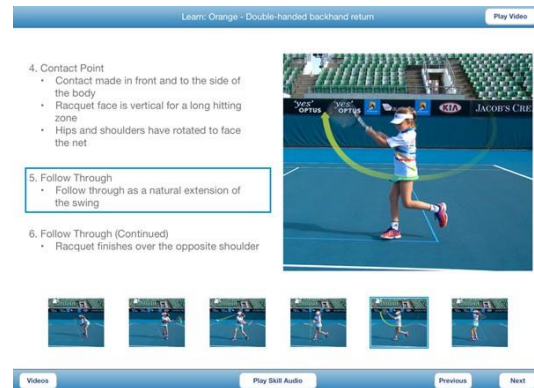 Learn: Orange - Double-handed backhand return
Play Video
4. Contact Point
• Contact made in front and to the side of
the body
• Racquet face is vertical for a long hitting
zone
• Hips and shoulders have rotated to face
the net
5. Follow Through
• Follow through as a natural extension of
the swing
6. Follow Through (Continued)
• Racquet finishes over the opposite shoulder
'yes'
OPTUS
'yes'
OPTUS
KIA
JACOB'S CRE
Videos
Play Skill Audio
Previous
Next